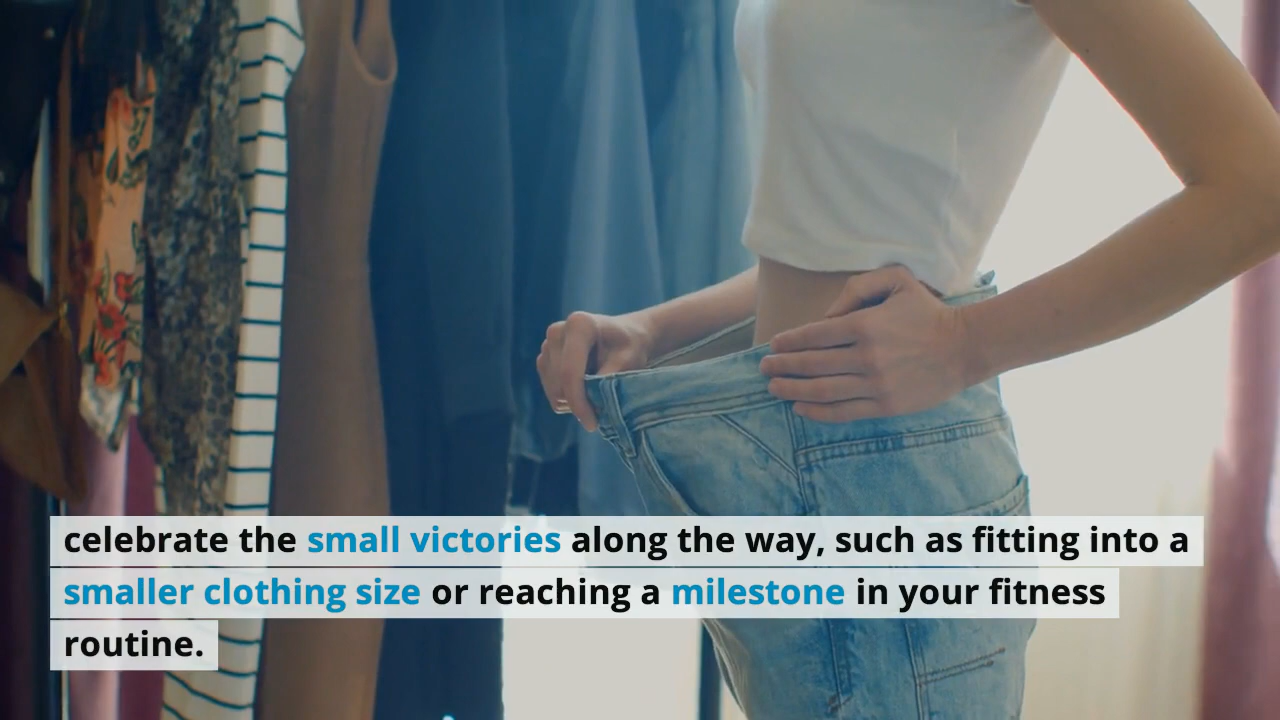 celebrate the small victories along the way, such as fitting into a
smaller clothing size or reaching a milestone in your fitness
routine.